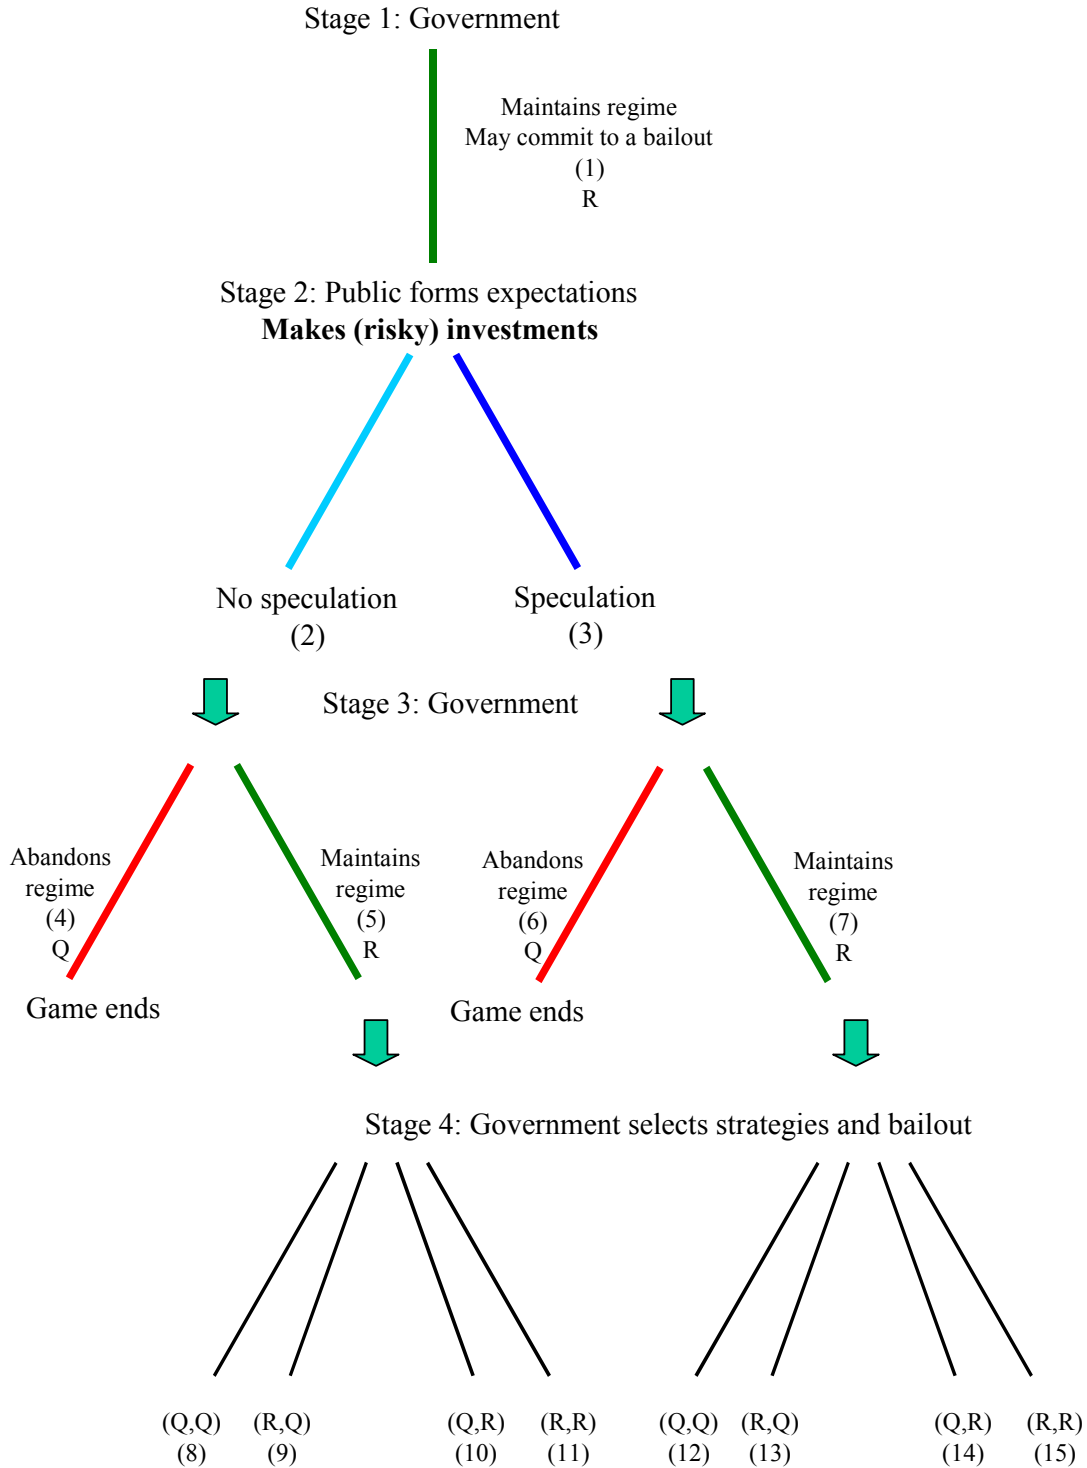 Stage 1: Government
Maintains regime
May commit to a bailout
(1)
R
Stage 2: Public forms expectations
Makes (risky) investments
No speculation
(2)
Speculation
(3)
Stage 3: Government
Abandons
regime
(4)
Q
Maintains
regime
(5)
R
Abandons
regime
(6)
Q
Maintains
regime
(7)
R
Game ends
Game ends
Stage 4: Government selects strategies and bailout
(Q,Q)
(8)
(R,Q)
(9)
(Q,R)
(10)
(R,R)
(11)
(Q,Q)
(12)
(R,Q)
(13)
(Q,R)
(14)
(R,R)
(15)